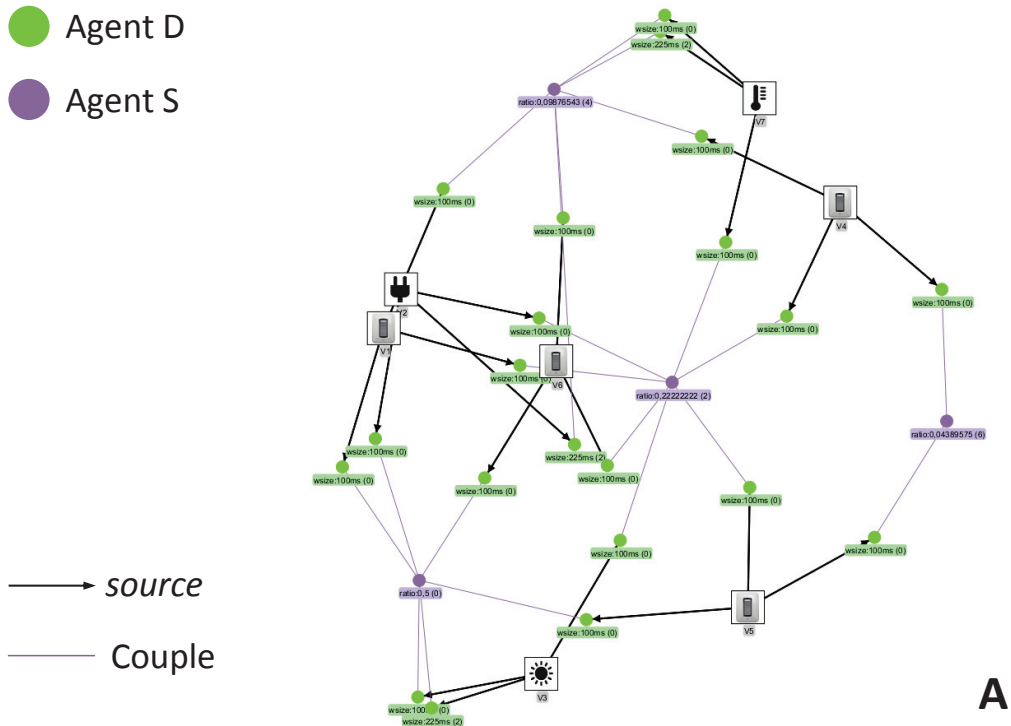 Agent D
Agent S
wsize:100ms (0)
wsize:225ms (2)
ratio:0,09876543 (4)
V7
wsize:100ms (0)
wsize:100ms (0)
V4
wsize:100ms (0)
wsize:100ms (0)
V2
wsize:100ms (0)
wsize:100ms (0)
wsize:100ms (0)
V1
wsize:100ms (0)
V6
ratio:0,22222222 (2)
ratio:0,04389575 (6)
wsize:100ms (0)
wsize:225ms (2)
wsize:100ms (0)
wsize:100ms (0)
wsize:100ms (0)
wsize:100ms (0)
wsize:100ms (0)
wsize:100ms (0)
source
ratio:0,5 (0)
V5
wsize:100ms (0)
Couple
V3
wsize:100 (0)
wsize:225ms (2)
A